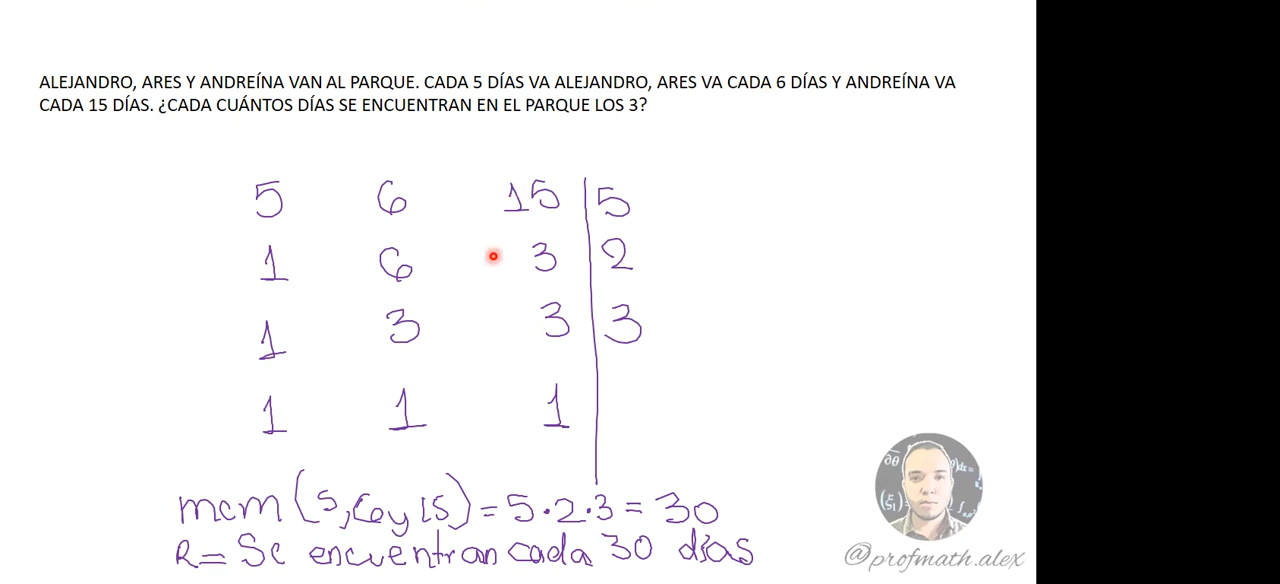 ALEJANDRO, ARES Y ANDREÍNA VAN AL PARQUE. CADA 5 DÍAS VA ALEJANDRO, ARES VA CADA 6 DÍAS Y ANDREÍNA VA
CADA 15 DÍAS. ¿CADA CUÁNTOS DÍAS SE ENCUENTRAN EN EL PARQUE LOS 3?
5 6 15 | 5
1 6 3 | 2
1 3 3 | 3
1 1 1 |
mcm (5, 6 y 15) = 5 · 2 · 3 = 30
R = Se encuentran cada 30 días
@profmath.alex